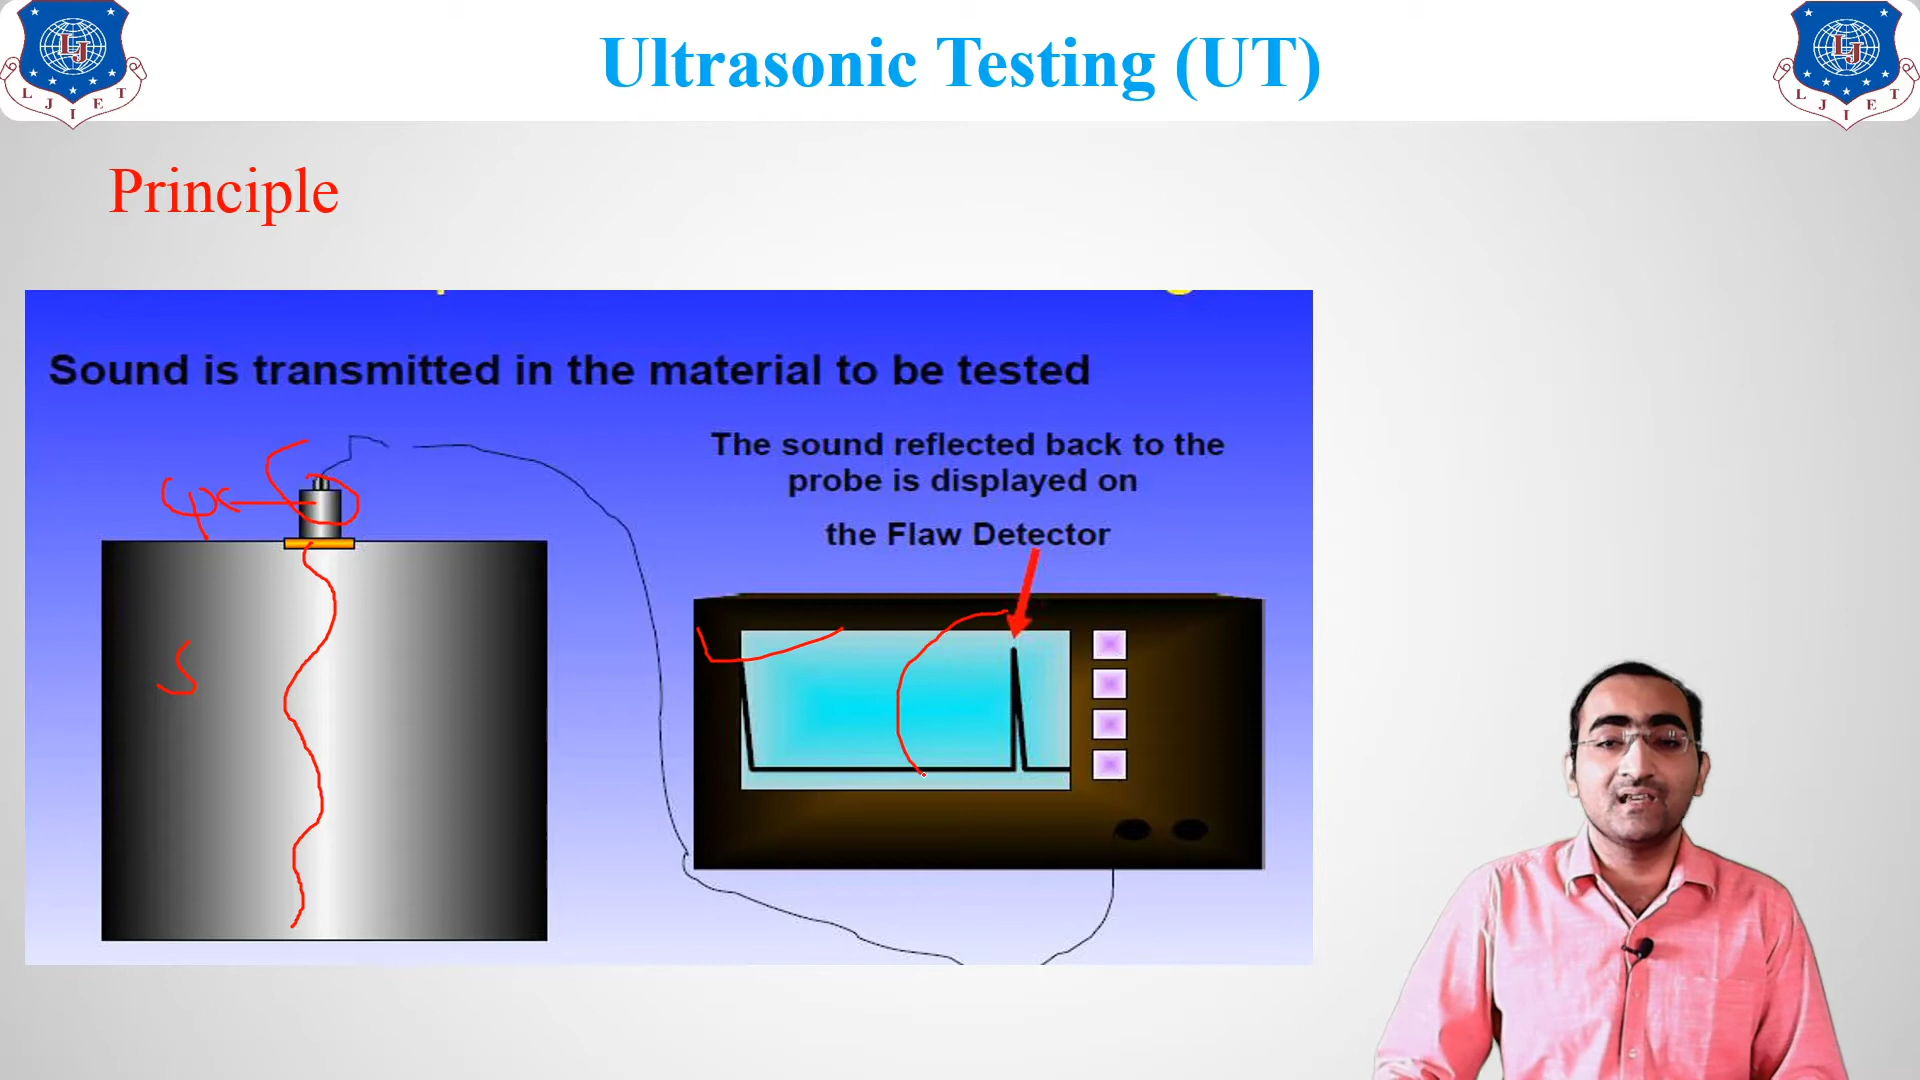 Ultrasonic Testing (UT)
L J I E T
L J I E T
Principle
Sound is transmitted in the material to be tested
The sound reflected back to the
probe is displayed on
the Flaw Detector